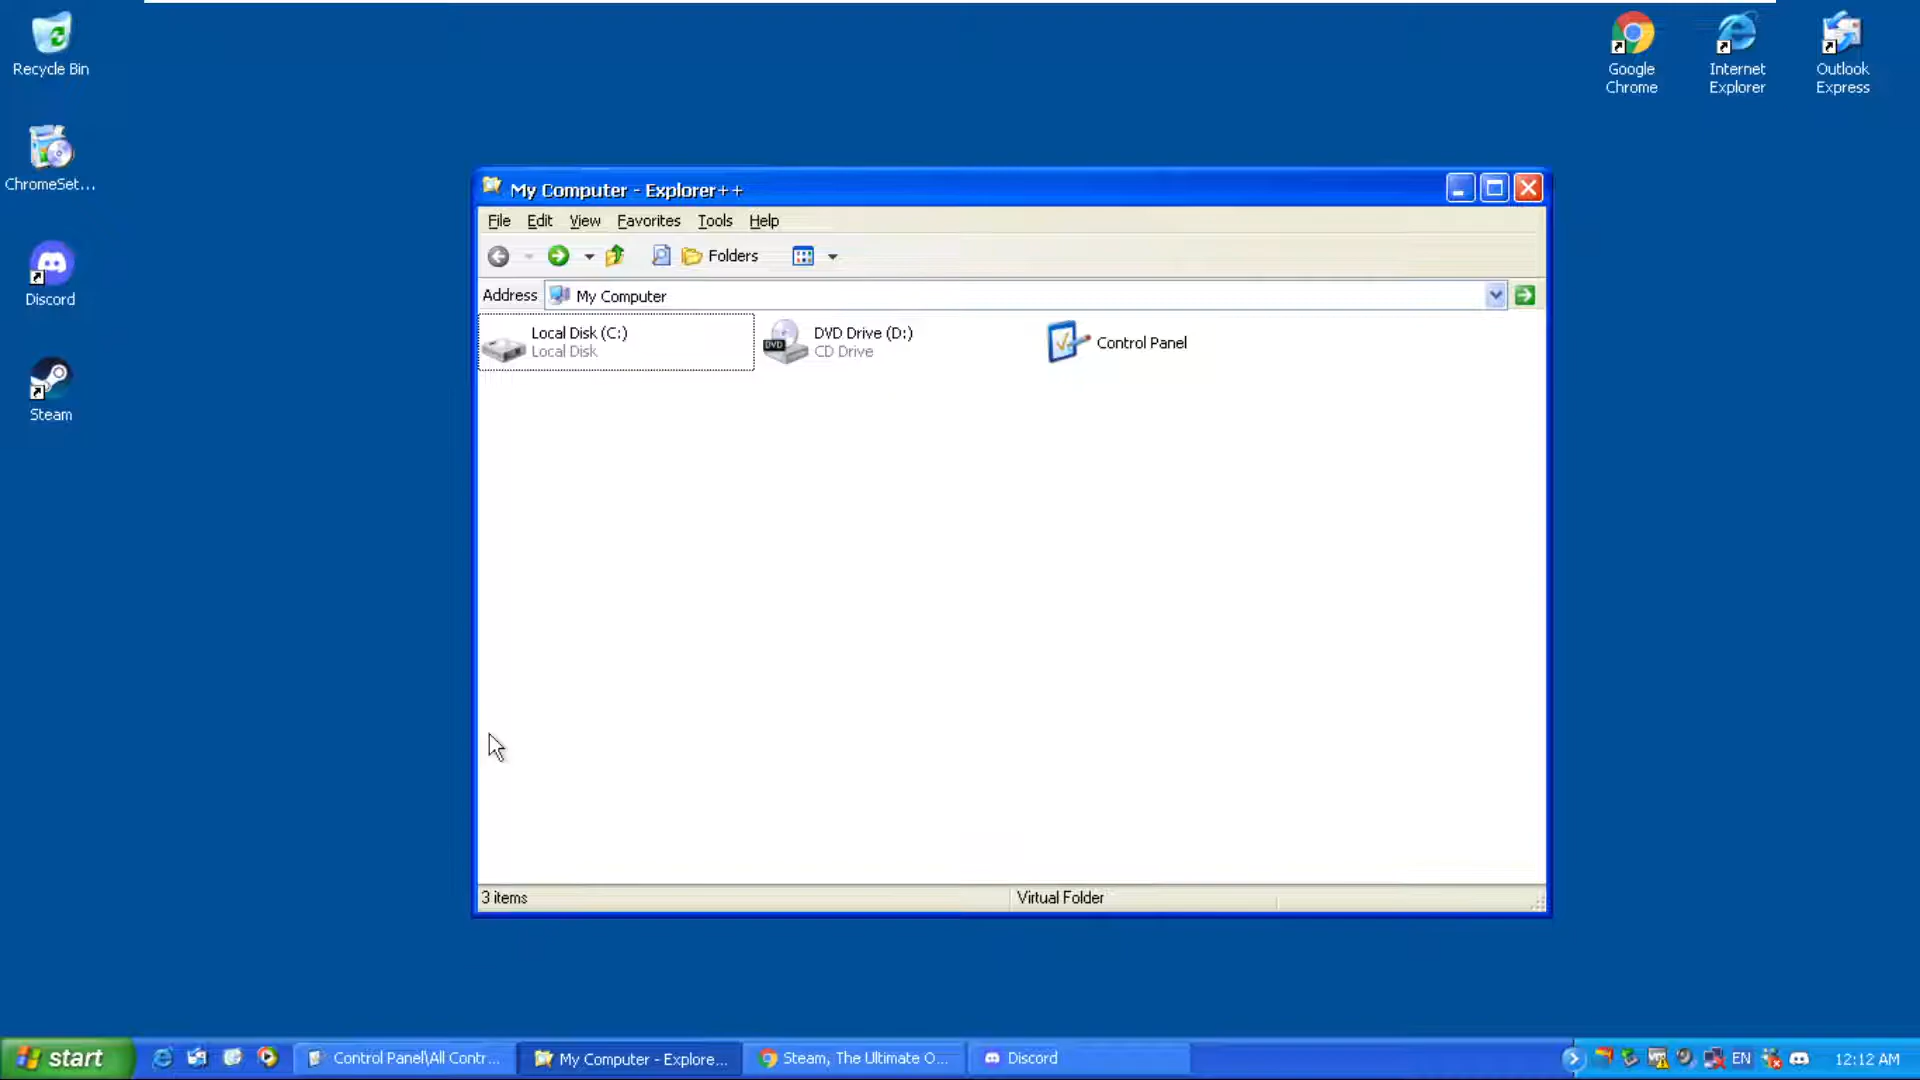 Recycle Bin
ChromeSet...
Discord
Steam
Google
Chrome
Internet
Explorer
Outlook
Express
My Computer - Explorer++
File Edit View Favorites Tools Help
Folders
Address My Computer
Local Disk (C:)
Local Disk
DVD
DVD Drive (D:)
CD Drive
Control Panel
3 items
Virtual Folder
start
Control Panel\All Contr...
My Computer - Explore...
Steam, The Ultimate O...
Discord
EN
12:12 AM